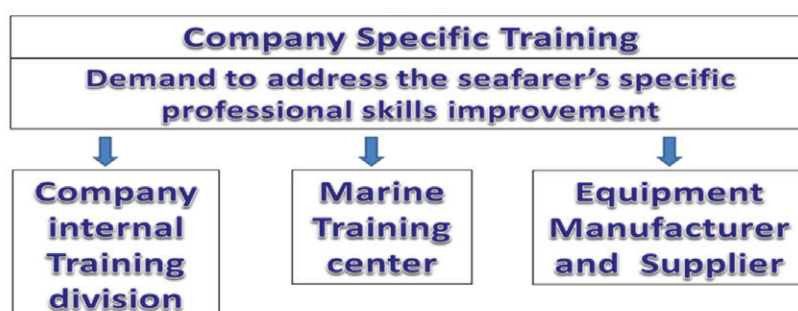 Company Specific Training
Demand to address the seafarer's specific
professional skills improvement
Company
internal
Training
division
Marine
Training
center
Equipment
Manufacturer
and Supplier